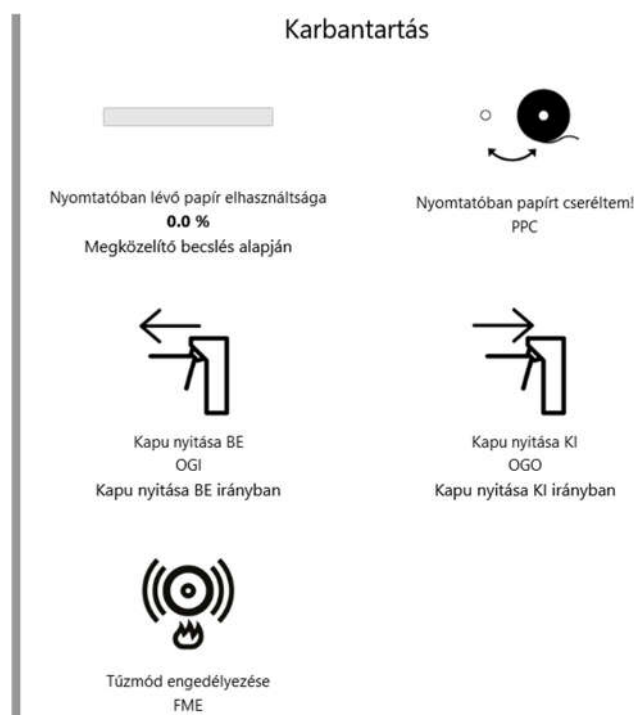 Karbantartás
Nyomtatóban lévő papír elhasználtsága
0.0 %
Megközelítő becslés alapján
Nyomtatóban papírt cseréltem!
PPC
Kapu nyitása BE
OGI
Kapu nyitása BE irányban
Kapu nyitása KI
OGO
Kapu nyitása KI irányban
Tűzmód engedélyezése
FME